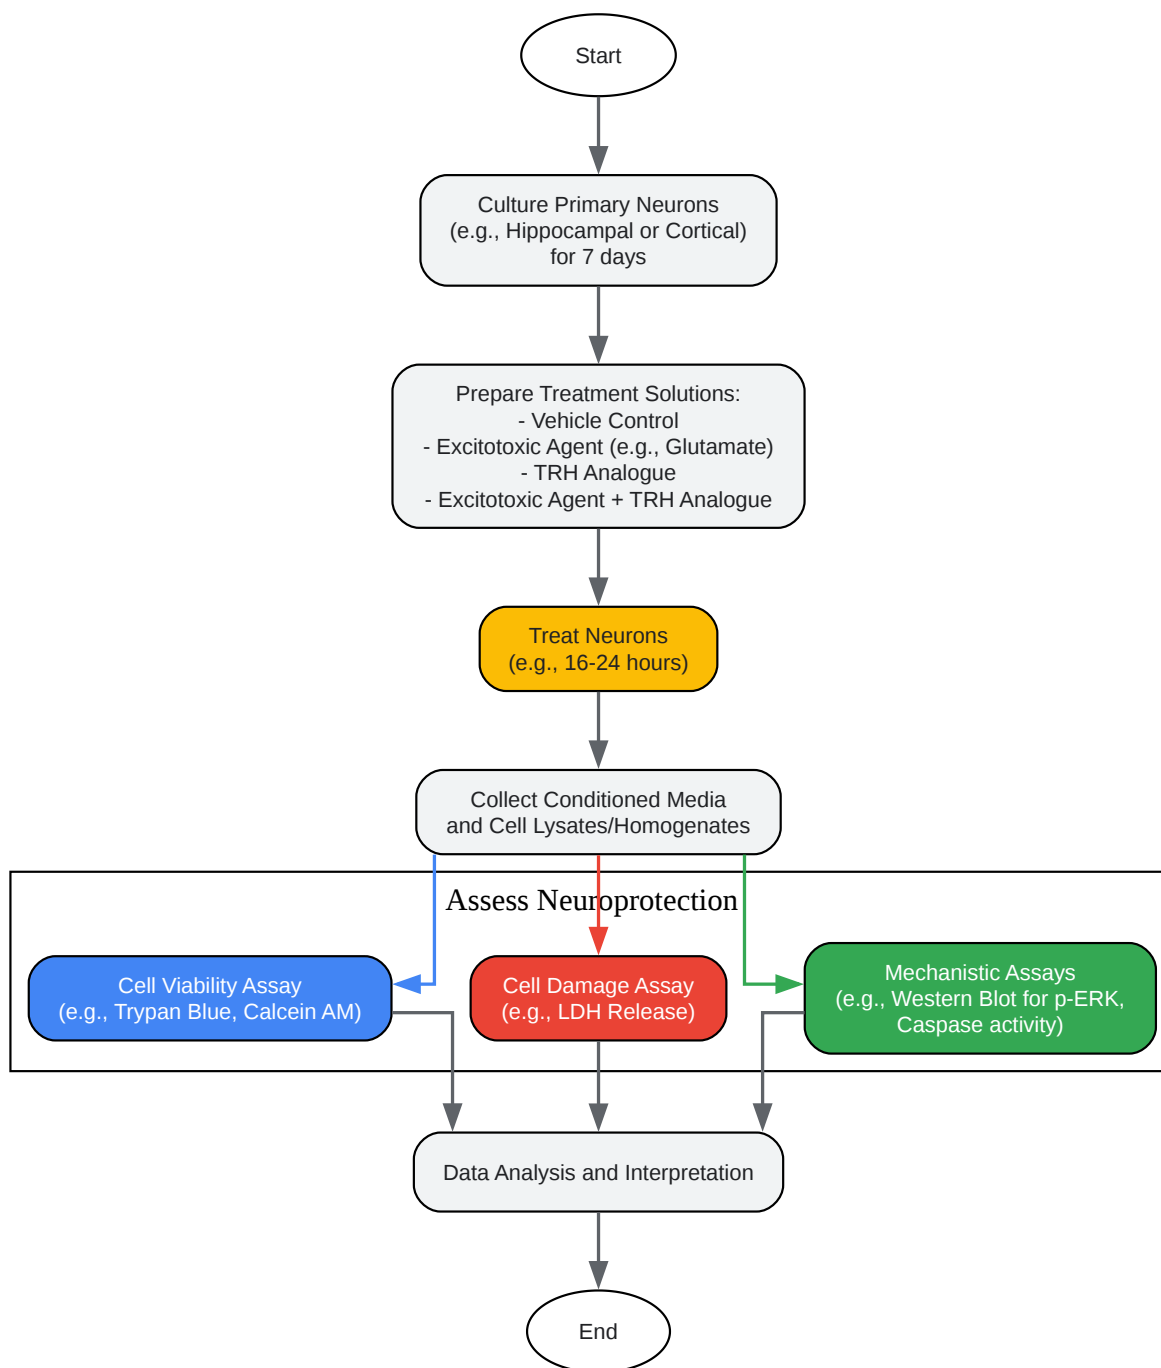 Start
Culture Primary Neurons
(e.g., Hippocampal or Cortical)
for 7 days
Prepare Treatment Solutions:
- Vehicle Control
- Excitotoxic Agent (e.g., Glutamate)
- TRH Analogue
- Excitotoxic Agent + TRH Analogue
Treat Neurons
(e.g., 16-24 hours)
Collect Conditioned Media
and Cell Lysates/Homogenates
Assess Neuroprotection
Cell Viability Assay
(e.g., Trypan Blue, Calcein AM)
Cell Damage Assay
(e.g., LDH Release)
Mechanistic Assays
(e.g., Western Blot for p-ERK,
Caspase activity)
Data Analysis and Interpretation
End